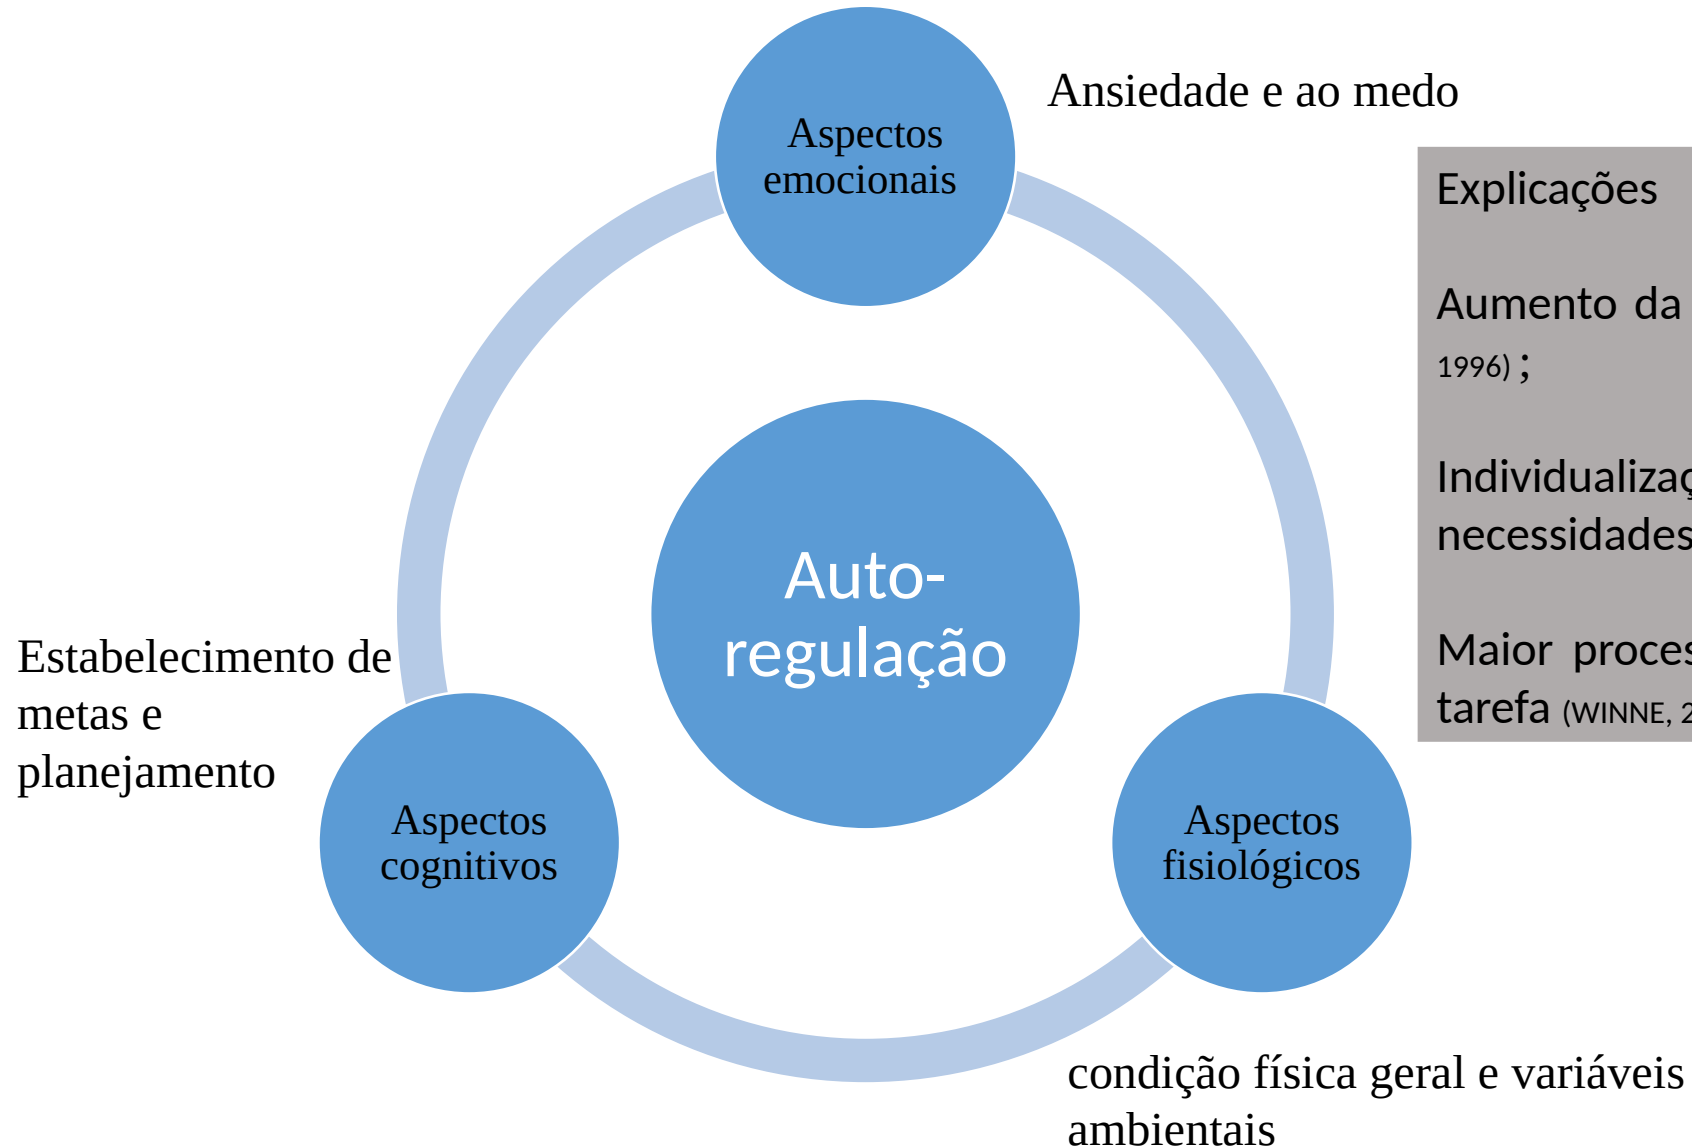 Ansiedade e ao medo
Aspectos
emocionais
Explicações
Aumento da
1996) ;
Individualizaç
necessidades
Maior proces
tarefa (WINNE, 2
Auto-
regulação
Estabelecimento de
metas e
planejamento
Aspectos
cognitivos
Aspectos
fisiológicos
condição física geral e variáveis
ambientais